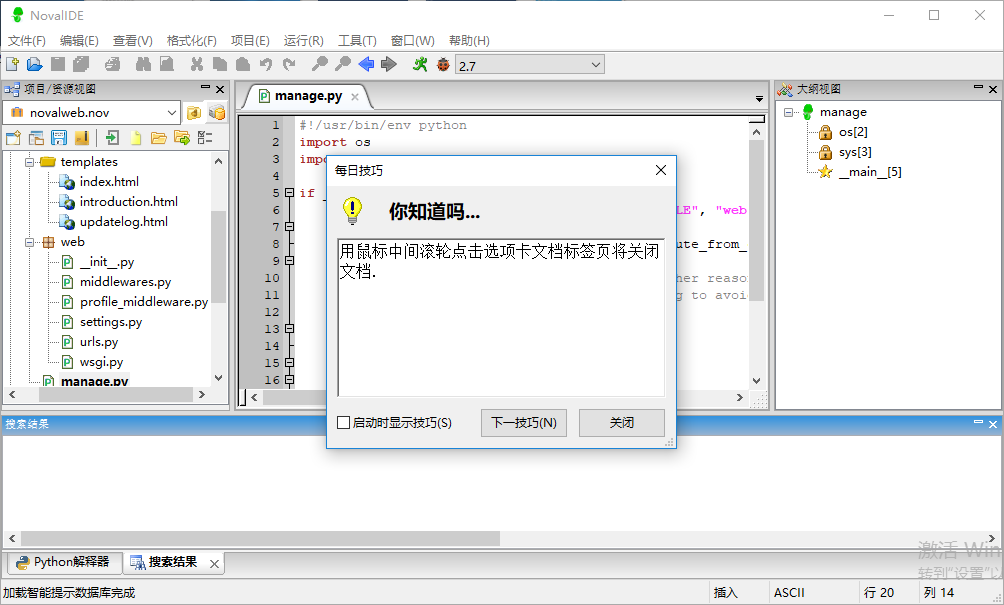 NovalIDE
文件(F) 编辑(E) 查看(V) 格式化(F) 项目(E) 运行(R) 工具(T) 窗口(W) 帮助(H)
2.7
项目/资源视图
novalweb.nov
templates
index.html
introduction.html
updatelog.html
web
__init__.py
middlewares.py
profile_middleware.py
settings.py
urls.py
wsgi.py
manage.py
manage.py
1 #!/usr/bin/env python
2 import os
3
4
5 if
6 LE", "web
7
8 ute_from_
9
10 her reaso
11 g to avoi
12
13
14
15
16
每日技巧
你知道吗...
用鼠标中间滚轮点击选项卡文档标签页将关闭
文档.
启动时显示技巧(S)
下一技巧(N)
关闭
大纲视图
manage
os[2]
sys[3]
__main__[5]
搜索结果
Python解释器
搜索结果
激活 Win
转到"设置"以
加载智能提示数据库完成
插入
ASCII
行 20
列 14